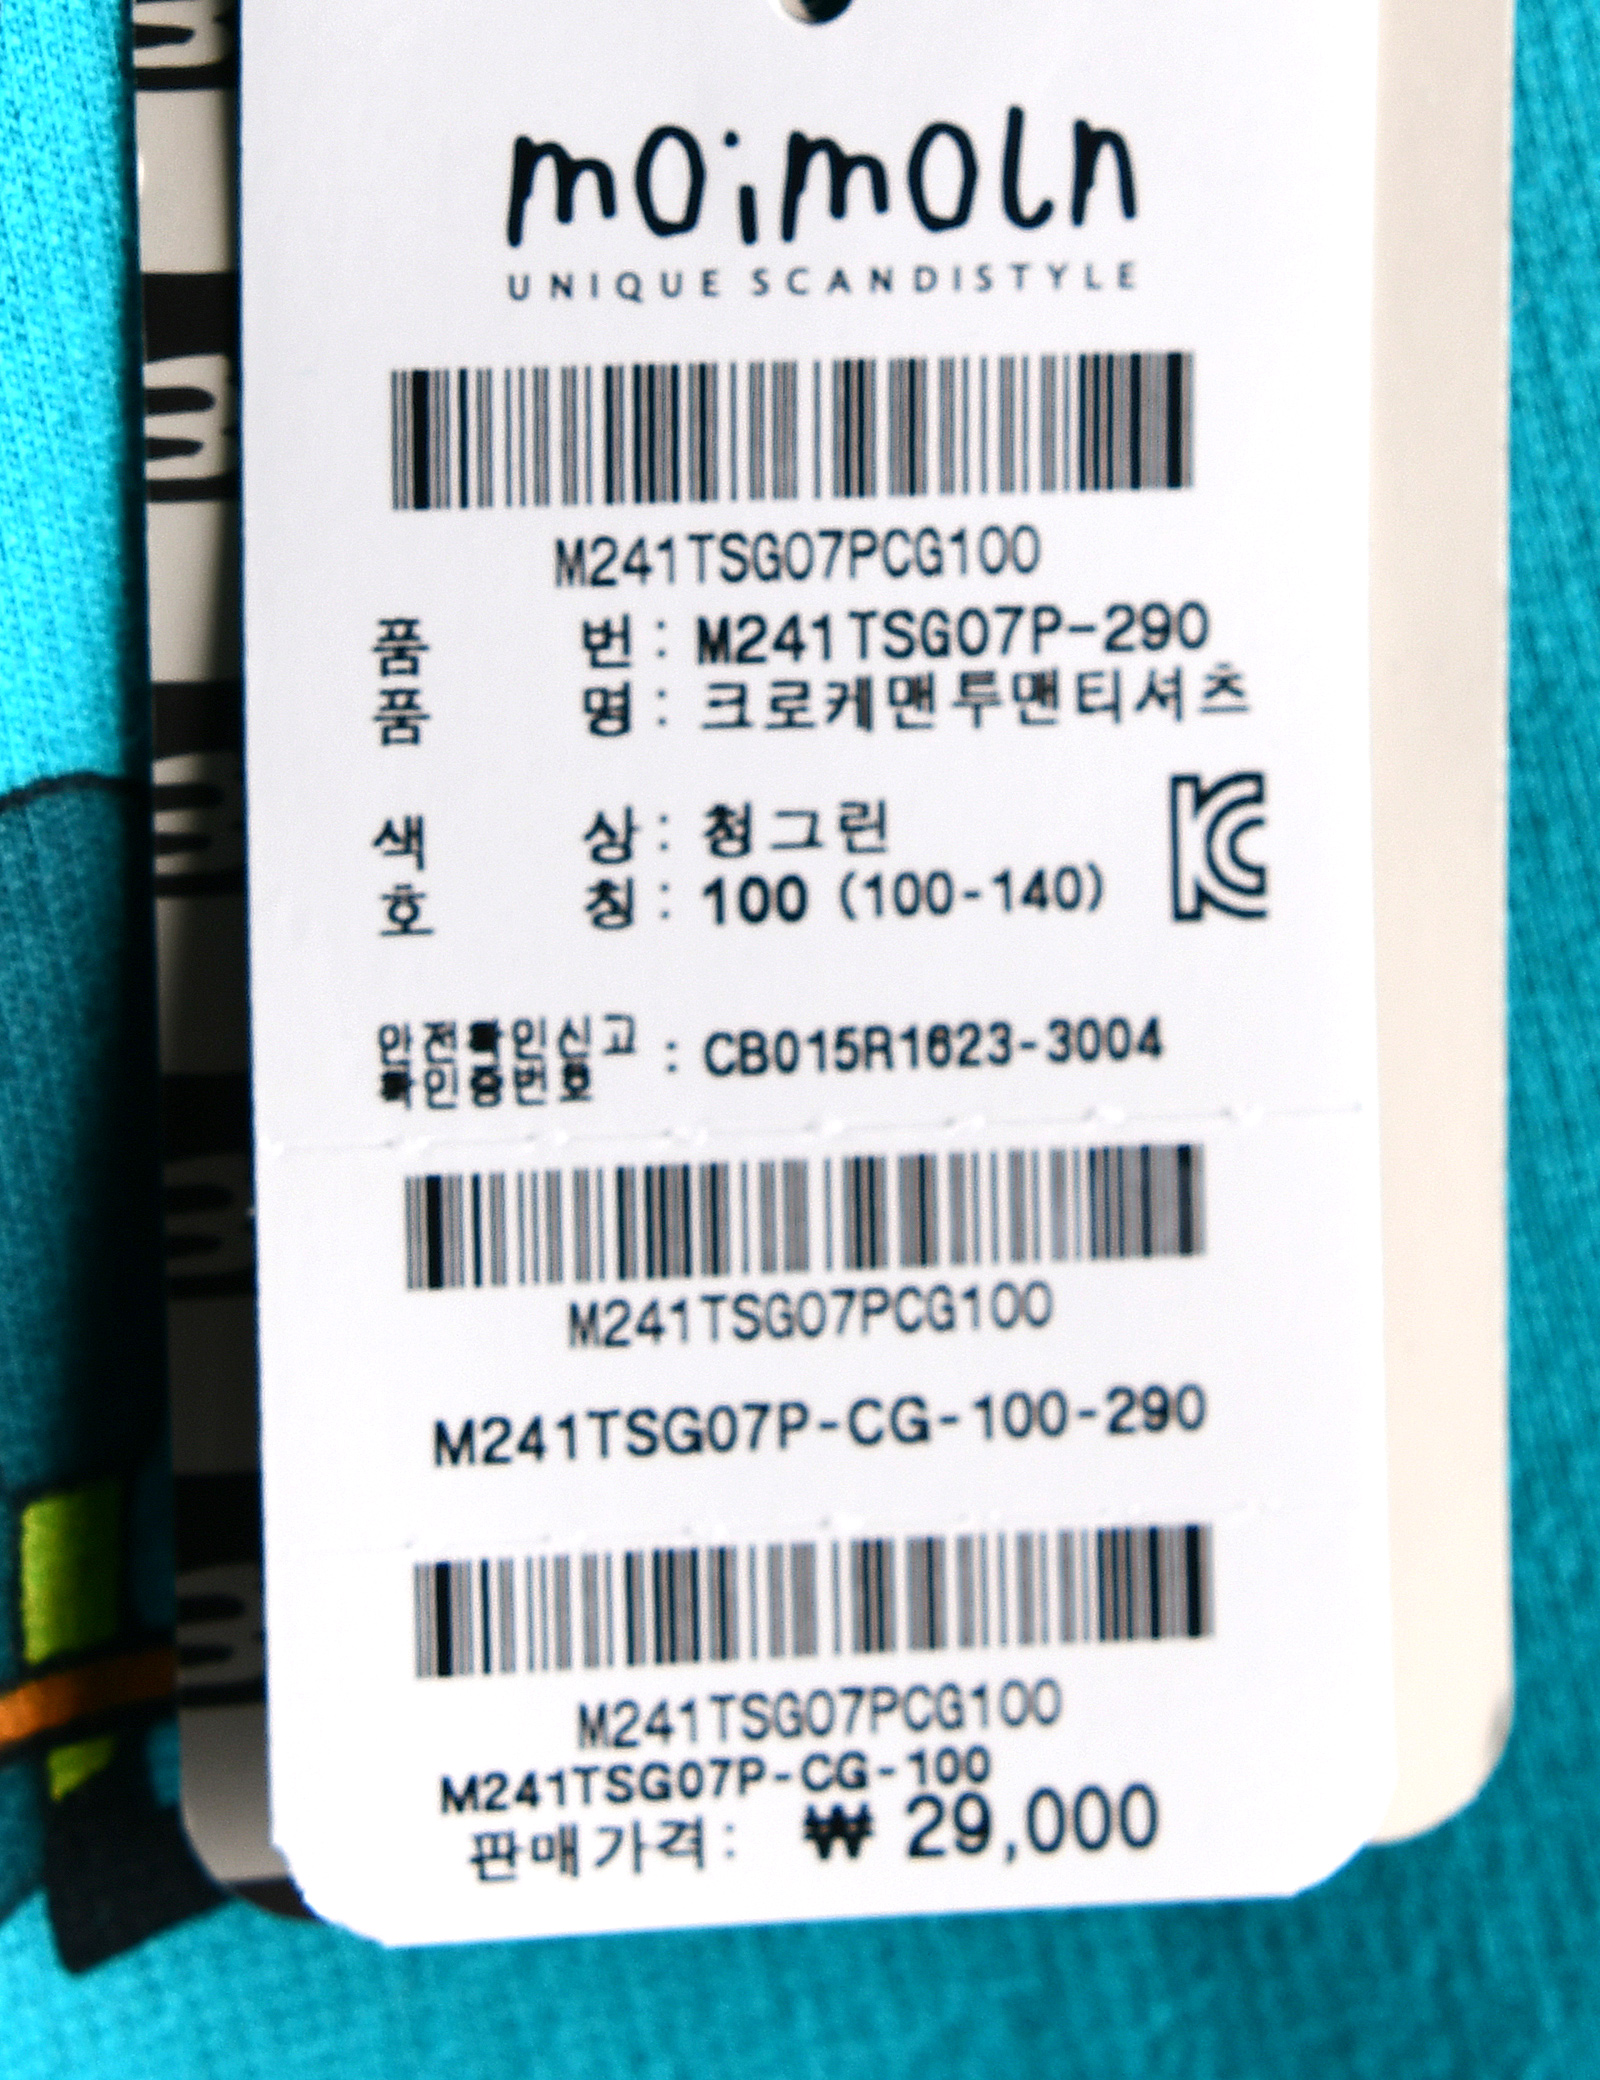 moimoln
UNIQUE SCANDISTYLE
M241TSG07PCG100
품 번 : M241TSG07P-290
품 명 : 크로케맨투맨티셔츠
색 상 : 청그린
호 칭 : 100 (100-140)
안전확인신고
확인증번호 : CB015R1623-3004
M241TSG07PCG100
M241TSG07P-CG-100-290
M241TSG07PCG100
M241TSG07P-CG-100
판매가격: ₩ 29,000